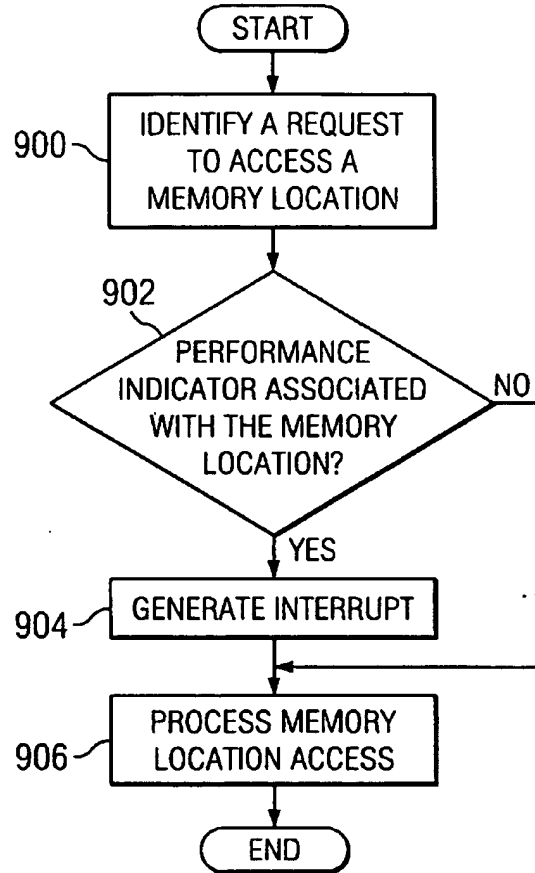 START
900
IDENTIFY A REQUEST
TO ACCESS A
MEMORY LOCATION
902
PERFORMANCE
INDICATOR ASSOCIATED
WITH THE MEMORY
LOCATION?
NO
YES
904
GENERATE INTERRUPT
906
PROCESS MEMORY
LOCATION ACCESS
END